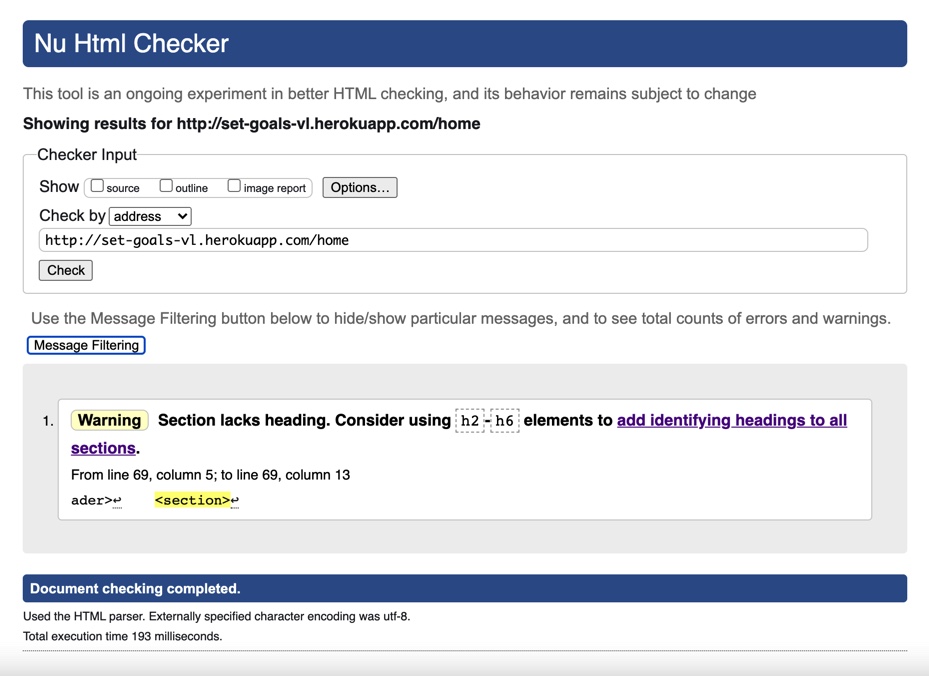 Nu Html Checker
This tool is an ongoing experiment in better HTML checking, and its behavior remains subject to change
Showing results for http://set-goals-vl.herokuapp.com/home
Checker Input
Show source outline image report Options...
Check by address
http://set-goals-vl.herokuapp.com/home
Check
Use the Message Filtering button below to hide/show particular messages, and to see total counts of errors and warnings.
Message Filtering
1. Warning Section lacks heading. Consider using h2-h6 elements to add identifying headings to all
sections.
From line 69, column 5; to line 69, column 13
ader>↩ <section>↩
Document checking completed.
Used the HTML parser. Externally specified character encoding was utf-8.
Total execution time 193 milliseconds.